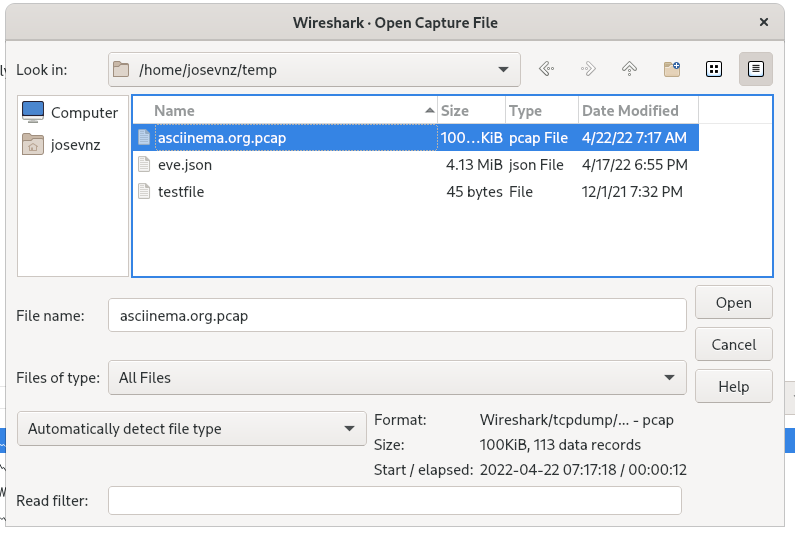 Wireshark · Open Capture File
Look in: /home/josevnz/temp
Computer
josevnz
Name Size Type Date Modified
asciinema.org.pcap 100...KiB pcap File 4/22/22 7:17 AM
eve.json 4.13 MiB json File 4/17/22 6:55 PM
testfile 45 bytes File 12/1/21 7:32 PM
File name: asciinema.org.pcap
Open
Cancel
Files of type: All Files
Help
Automatically detect file type
Format: Wireshark/tcpdump/... - pcap
Size: 100KiB, 113 data records
Start / elapsed: 2022-04-22 07:17:18 / 00:00:12
Read filter: